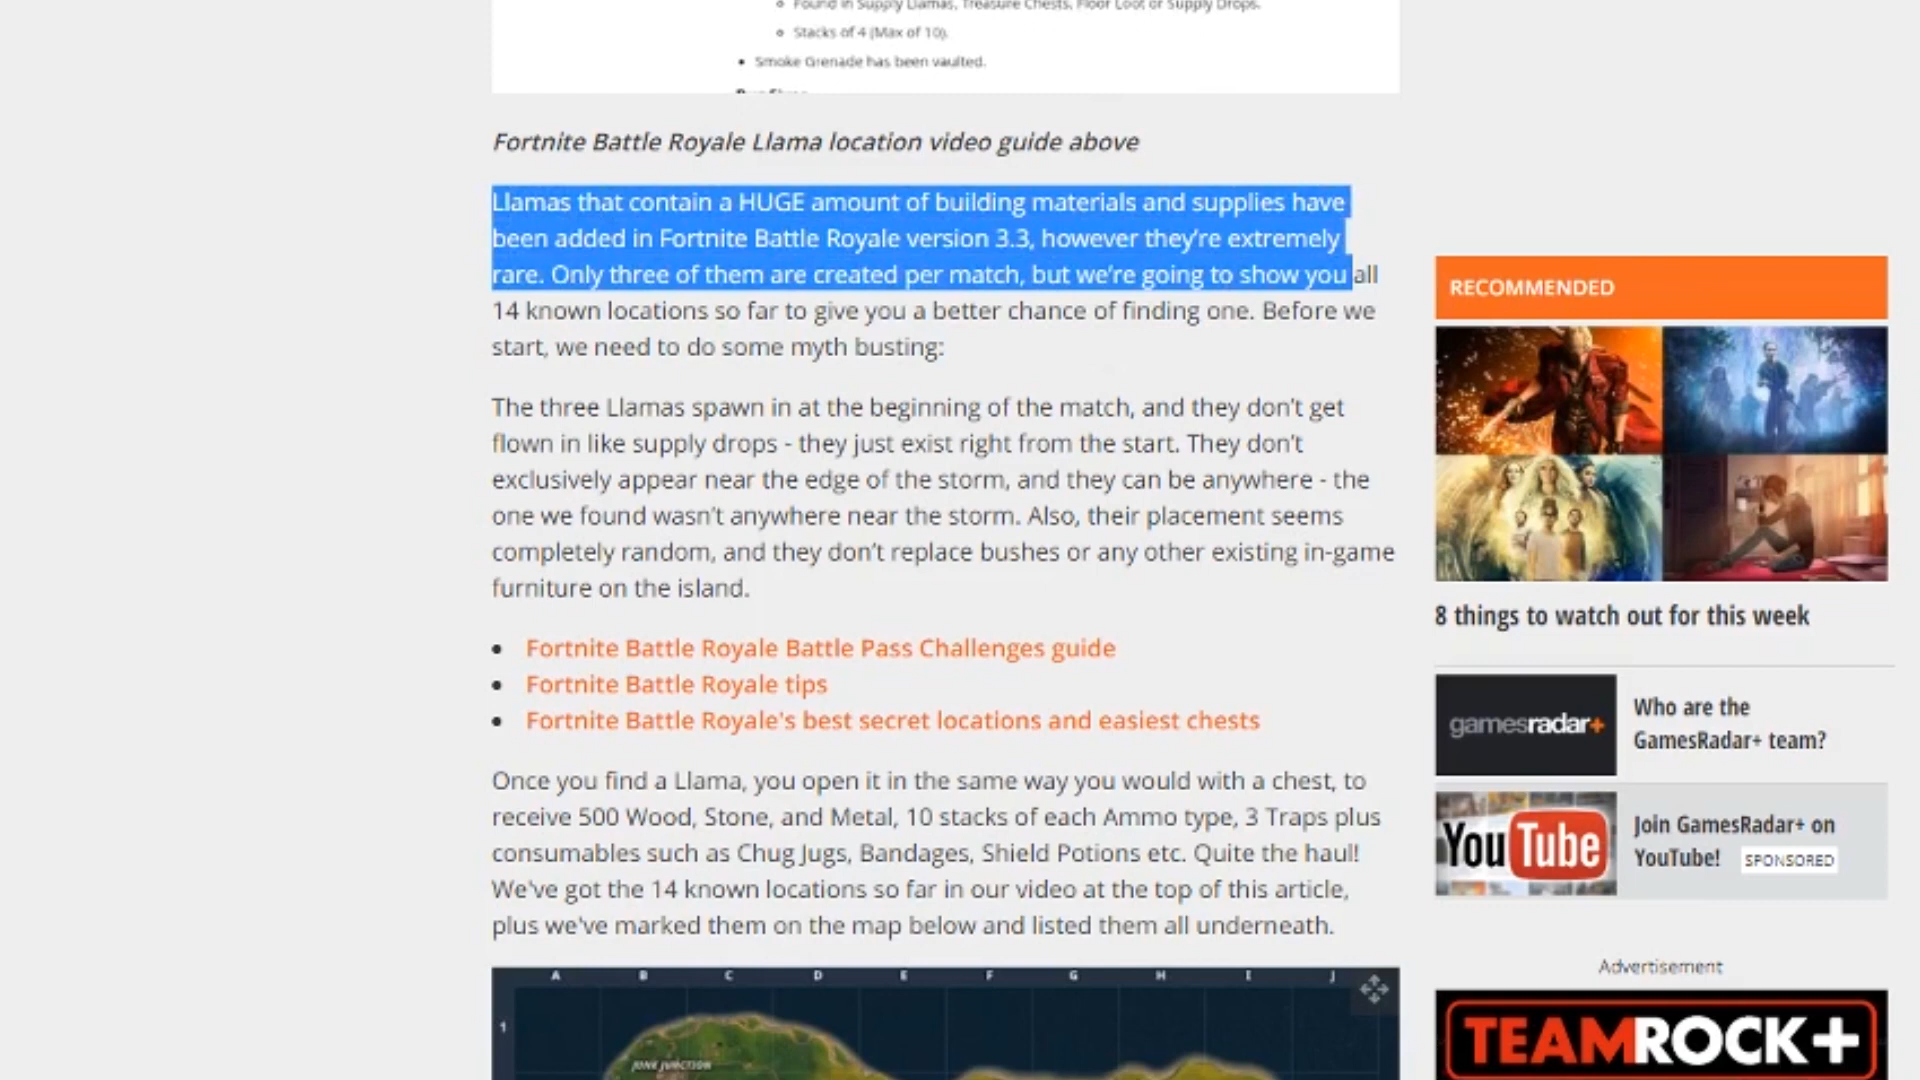 Found in Supply Llamas, Treasure Chests, Floor Loot or Supply Drops.
Stacks of 4 (Max of 10).
Smoke Grenade has been vaulted.
Fortnite Battle Royale Llama location video guide above
Llamas that contain a HUGE amount of building materials and supplies have
been added in Fortnite Battle Royale version 3.3, however they're extremely
rare. Only three of them are created per match, but we're going to show you all
14 known locations so far to give you a better chance of finding one. Before we
start, we need to do some myth busting:
The three Llamas spawn in at the beginning of the match, and they don't get
flown in like supply drops - they just exist right from the start. They don't
exclusively appear near the edge of the storm, and they can be anywhere - the
one we found wasn't anywhere near the storm. Also, their placement seems
completely random, and they don't replace bushes or any other existing in-game
furniture on the island.
Fortnite Battle Royale Battle Pass Challenges guide
Fortnite Battle Royale tips
Fortnite Battle Royale's best secret locations and easiest chests
Once you find a Llama, you open it in the same way you would with a chest, to
receive 500 Wood, Stone, and Metal, 10 stacks of each Ammo type, 3 Traps plus
consumables such as Chug Jugs, Bandages, Shield Potions etc. Quite the haul!
We've got the 14 known locations so far in our video at the top of this article,
plus we've marked them on the map below and listed them all underneath.
A B C D E F G H I J
1
JUNK JUNCTION
RECOMMENDED
8 things to watch out for this week
gamesradar+
Who are the
GamesRadar+ team?
YouTube
Join GamesRadar+ on
YouTube! SPONSORED
Advertisement
TEAMROCK+